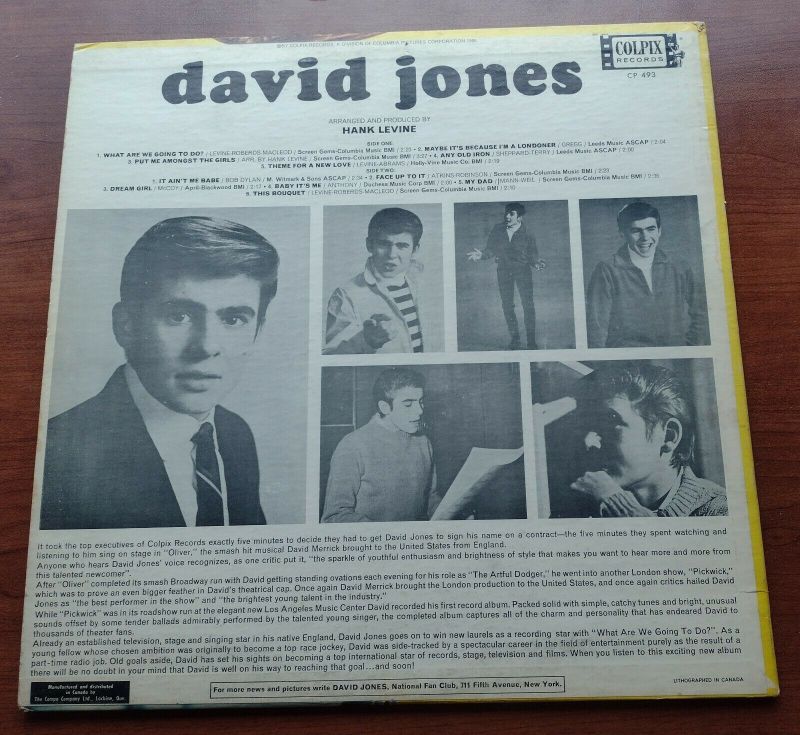 COLPIX RECORDS, A DIVISION OF COLUMBIA PICTURES CORPORATION
COLPIX
RECORDS
CP 493
david jones
ARRANGED AND PRODUCED BY
HANK LEVINE
SIDE ONE:
1. WHAT ARE WE GOING TO DO? / LEVINE-ROBERDS-MACLEOD / Screen Gems-Columbia Music BMI / 2:25 • 2. MAYBE IT'S BECAUSE I'M A LONDONER / GREGG / Leeds Music ASCAP / 2:04
3. PUT ME AMONGST THE GIRLS / ARR. BY HANK LEVINE / Screen Gems-Columbia Music BMI / 3:37 • 4. ANY OLD IRON / SHEPPARD-TERRY / Leeds Music ASCAP / 2:00
5. THEME FOR A NEW LOVE / LEVINE-ABRAMS / Holly-Vine Music Co. BMI / 2:19
SIDE TWO:
1. IT AIN'T ME BABE / BOB DYLAN / M. Witmark & Sons ASCAP / 2:34 • 2. FACE UP TO IT / ATKINS-ROBINSON / Screen Gems-Columbia Music BMI / 2:23
3. DREAM GIRL / McCOY / April-Blackwood BMI / 2:12 • 4. BABY IT'S ME / ANTHONY / Duchess Music Corp BMI / 2:00 • 5. MY DAD / MANN-WEIL / Screen Gems-Columbia Music BMI / 2:35
6. THIS BOUQUET / LEVINE-ROBERDS-MACLEOD / Screen Gems-Columbia Music BMI / 2:10
It took the top executives of Colpix Records exactly five minutes to decide they had to get David Jones to sign his name on a contract—the five minutes they spent watching and
listening to him sing on stage in "Oliver," the smash hit musical David Merrick brought to the United States from England.
Anyone who hears David Jones' voice recognizes, as one critic put it, "the sparkle of youthful enthusiasm and brightness of style that makes you want to hear more and more from
this talented newcomer".
After "Oliver" completed its smash Broadway run with David getting standing ovations each evening for his role as "The Artful Dodger," he went into another London show, "Pickwick,"
which was to prove an even bigger feather in David's theatrical cap. Once again David Merrick brought the London production to the United States, and once again critics hailed David
Jones as "the best performer in the show" and "the brightest young talent in the industry."
While "Pickwick" was in its roadshow run at the elegant new Los Angeles Music Center David recorded his first record album. Packed solid with simple, catchy tunes and bright, unusual
sounds offset by some tender ballads admirably performed by the talented young singer, the completed album captures all of the charm and personality that has endeared David to
thousands of theater fans.
Already an established television, stage and singing star in his native England, David Jones goes on to win new laurels as a recording star with "What Are We Going To Do?". As a
young fellow whose chosen ambition was originally to become a top race jockey, David was side-tracked by a spectacular career in the field of entertainment purely as the result of a
part-time radio job. Old goals aside, David has set his sights on becoming a top international star of records, stage, television and films. When you listen to this exciting new album
there will be no doubt in your mind that David is well on his way to reaching that goal...and soon!
Manufactured and distributed
in Canada by
The Compo Company Ltd., Lachine, Que.
For more news and pictures write DAVID JONES, National Fan Club, 711 Fifth Avenue, New York.
LITHOGRAPHED IN CANADA